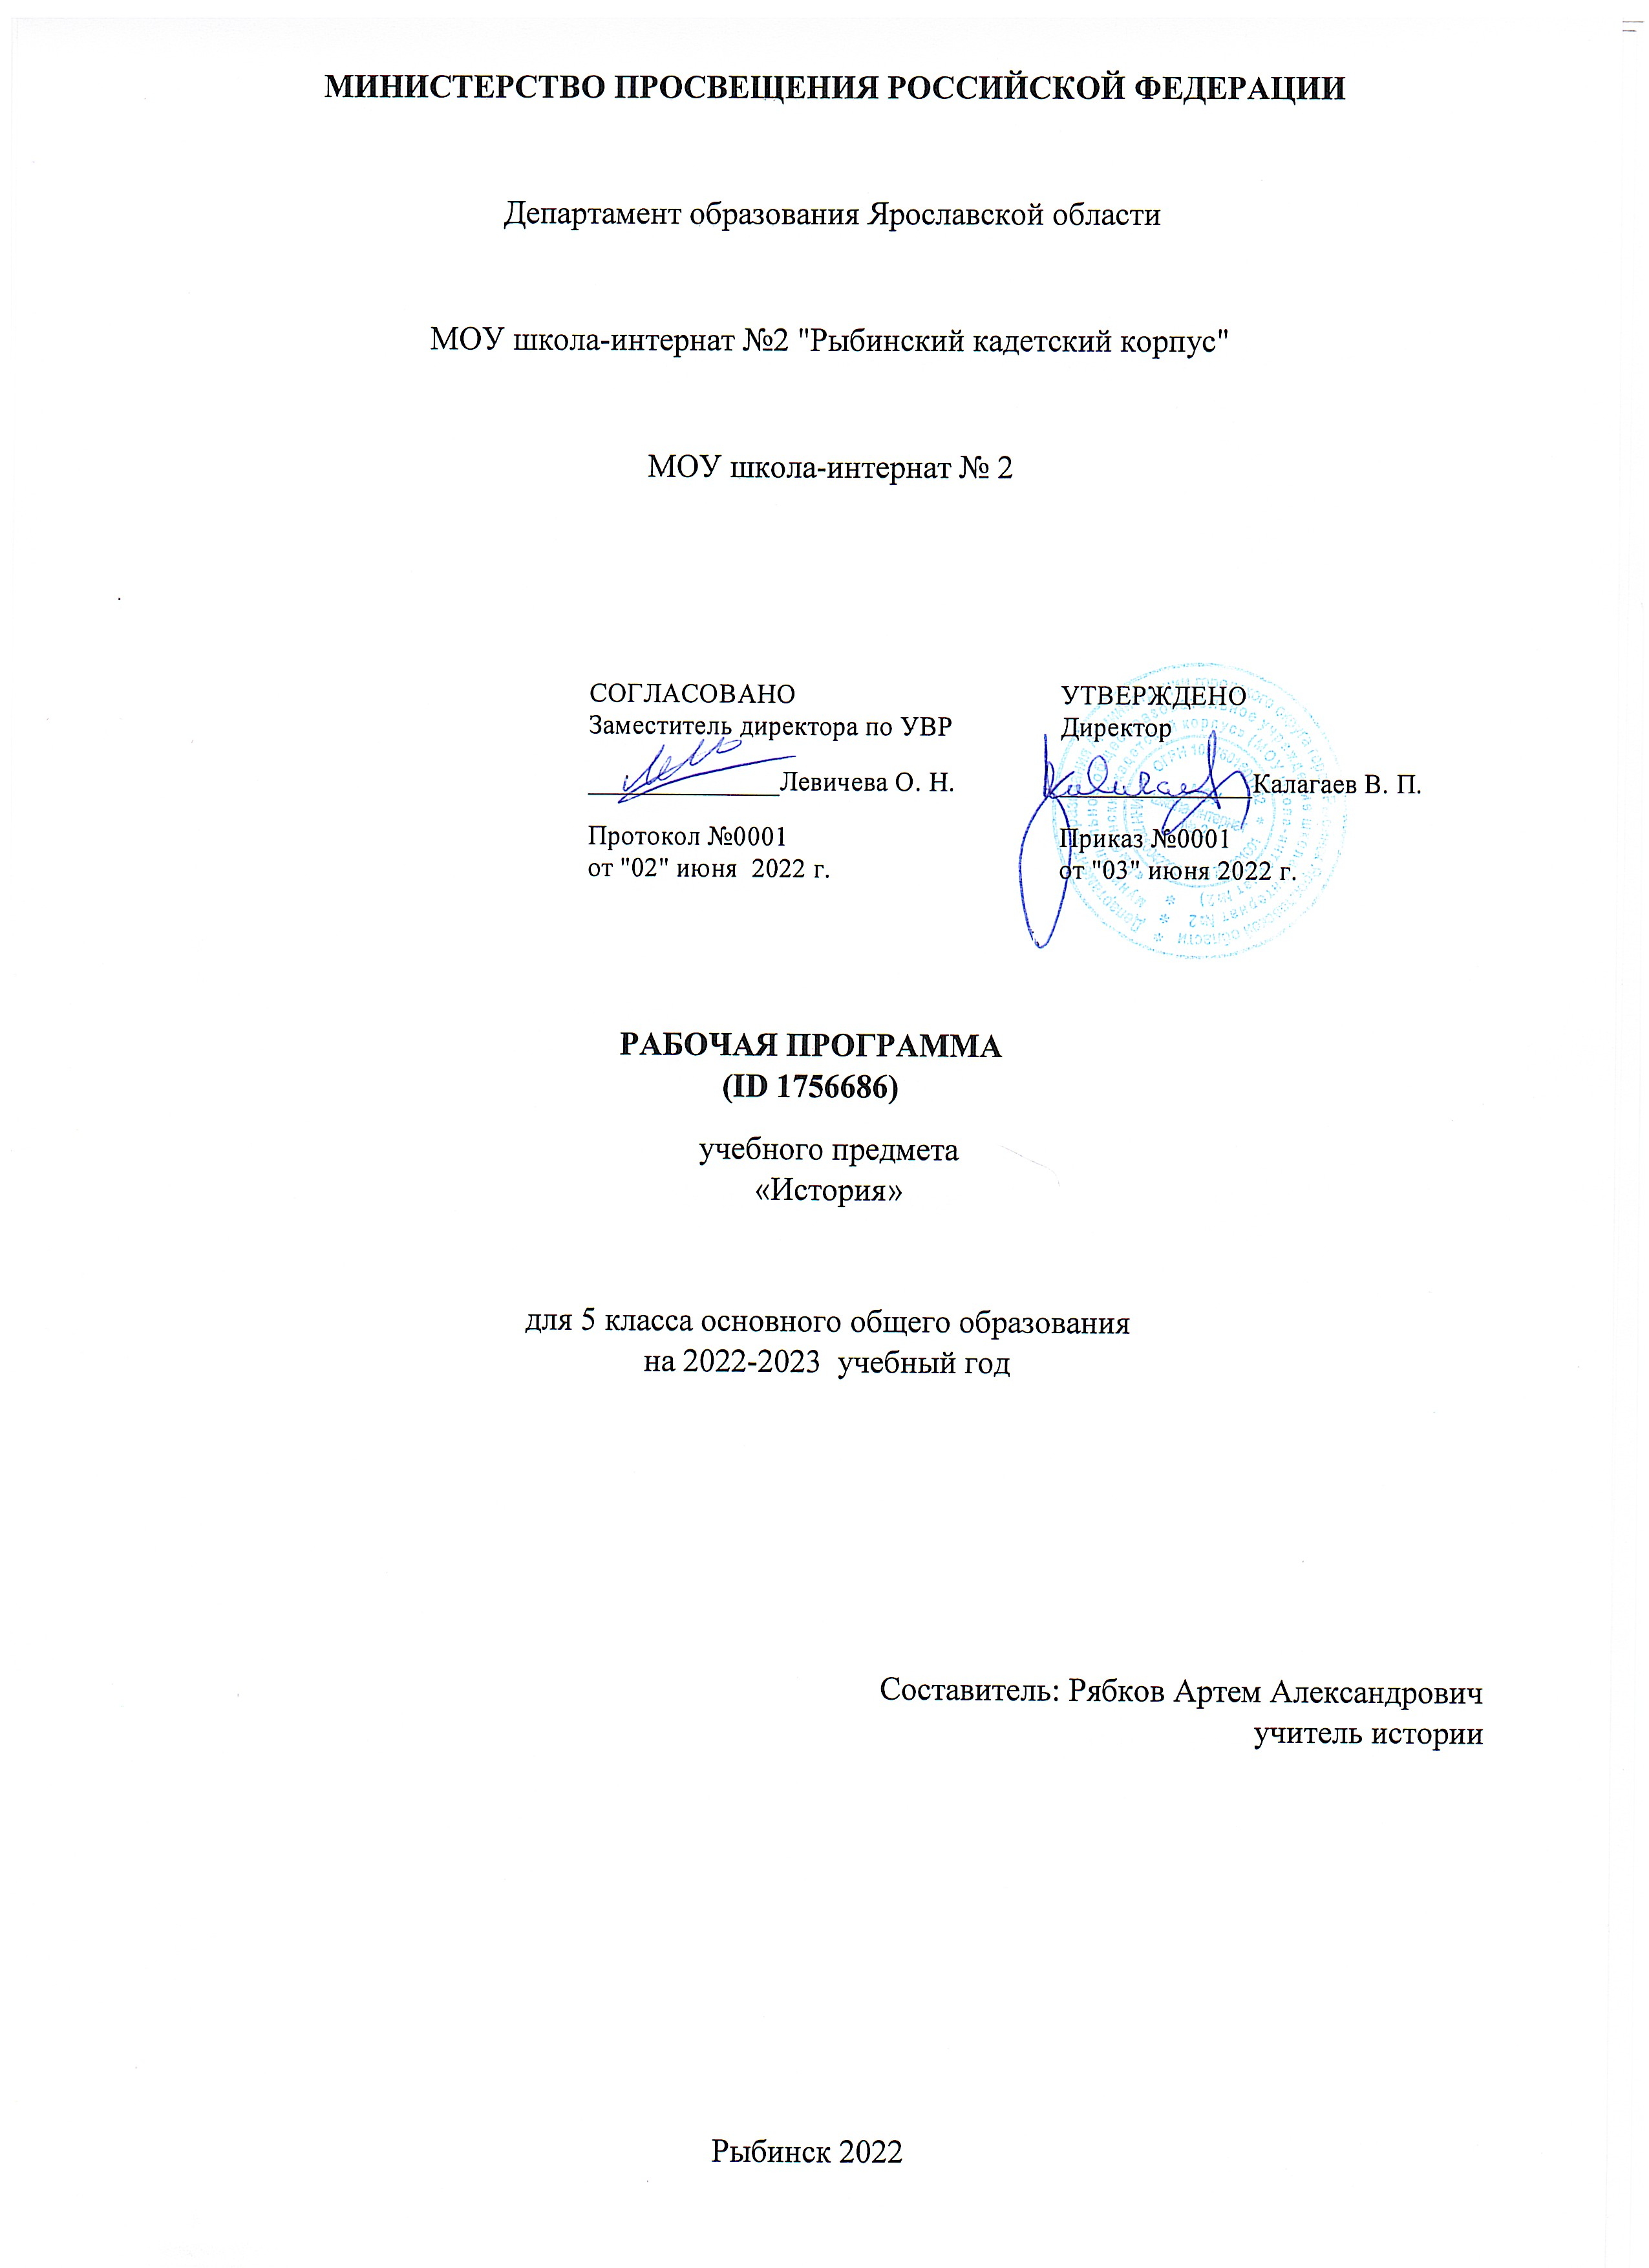 МИНИСТЕРСТВО ПРОСВЕЩЕНИЯ РОССИЙСКОЙ ФЕДЕРАЦИИ
Департамент образования Ярославской области
МОУ школа-интернат №2 "Рыбинский кадетский корпус"
МОУ школа-интернат № 2
СОГЛАСОВАНО
Заместитель директора по УВР
Левичева О. Н.
Протокол №0001
от "02" июня 2022 г.
УТВЕРЖДЕНО
Директор
Калагаев В. П.
Приказ №0001
от "03" июня 2022 г.
РАБОЧАЯ ПРОГРАММА
(ID 1756686)
учебного предмета
«История»
для 5 класса основного общего образования
на 2022-2023 учебный год
Составитель: Рябков Артем Александрович
учитель истории
Рыбинск 2022